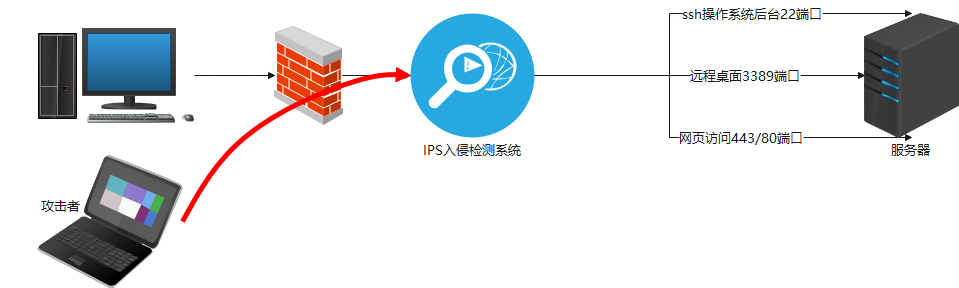 ssh操作系统后台22端口
远程桌面3389端口
网页访问443/80端口
IPS入侵检测系统
服务器
攻击者